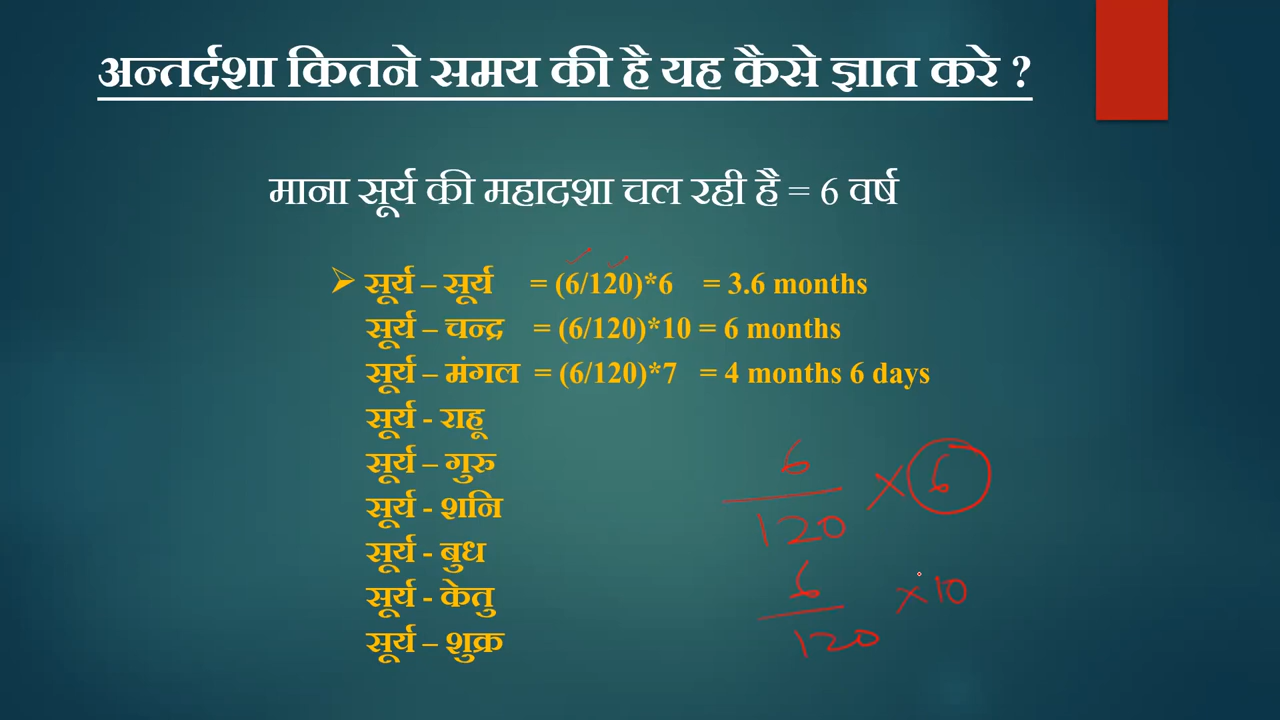 अन्तर्दशा कितने समय की है यह कैसे ज्ञात करे ?
माना सूर्य की महादशा चल रही है = 6 वर्ष
सूर्य – सूर्य = (6/120)*6 = 3.6 months
सूर्य – चन्द्र = (6/120)*10 = 6 months
सूर्य – मंगल = (6/120)*7 = 4 months 6 days
सूर्य - राहू
सूर्य – गुरु
सूर्य - शनि
सूर्य - बुध
सूर्य - केतु
सूर्य – शुक्र
6
120 × 6
6
120 × 10